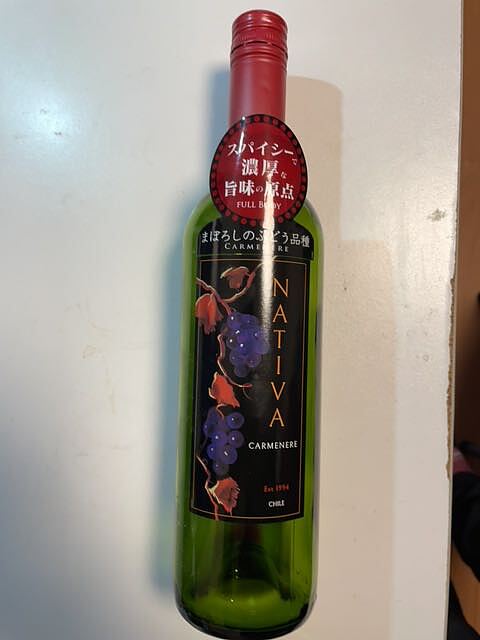 スパイシーで
濃厚な
旨味の原点
FULL BODY
まぼろしのぶどう品種
CARMENERE
NATIVA
CARMENERE
Est 1994
CHILE